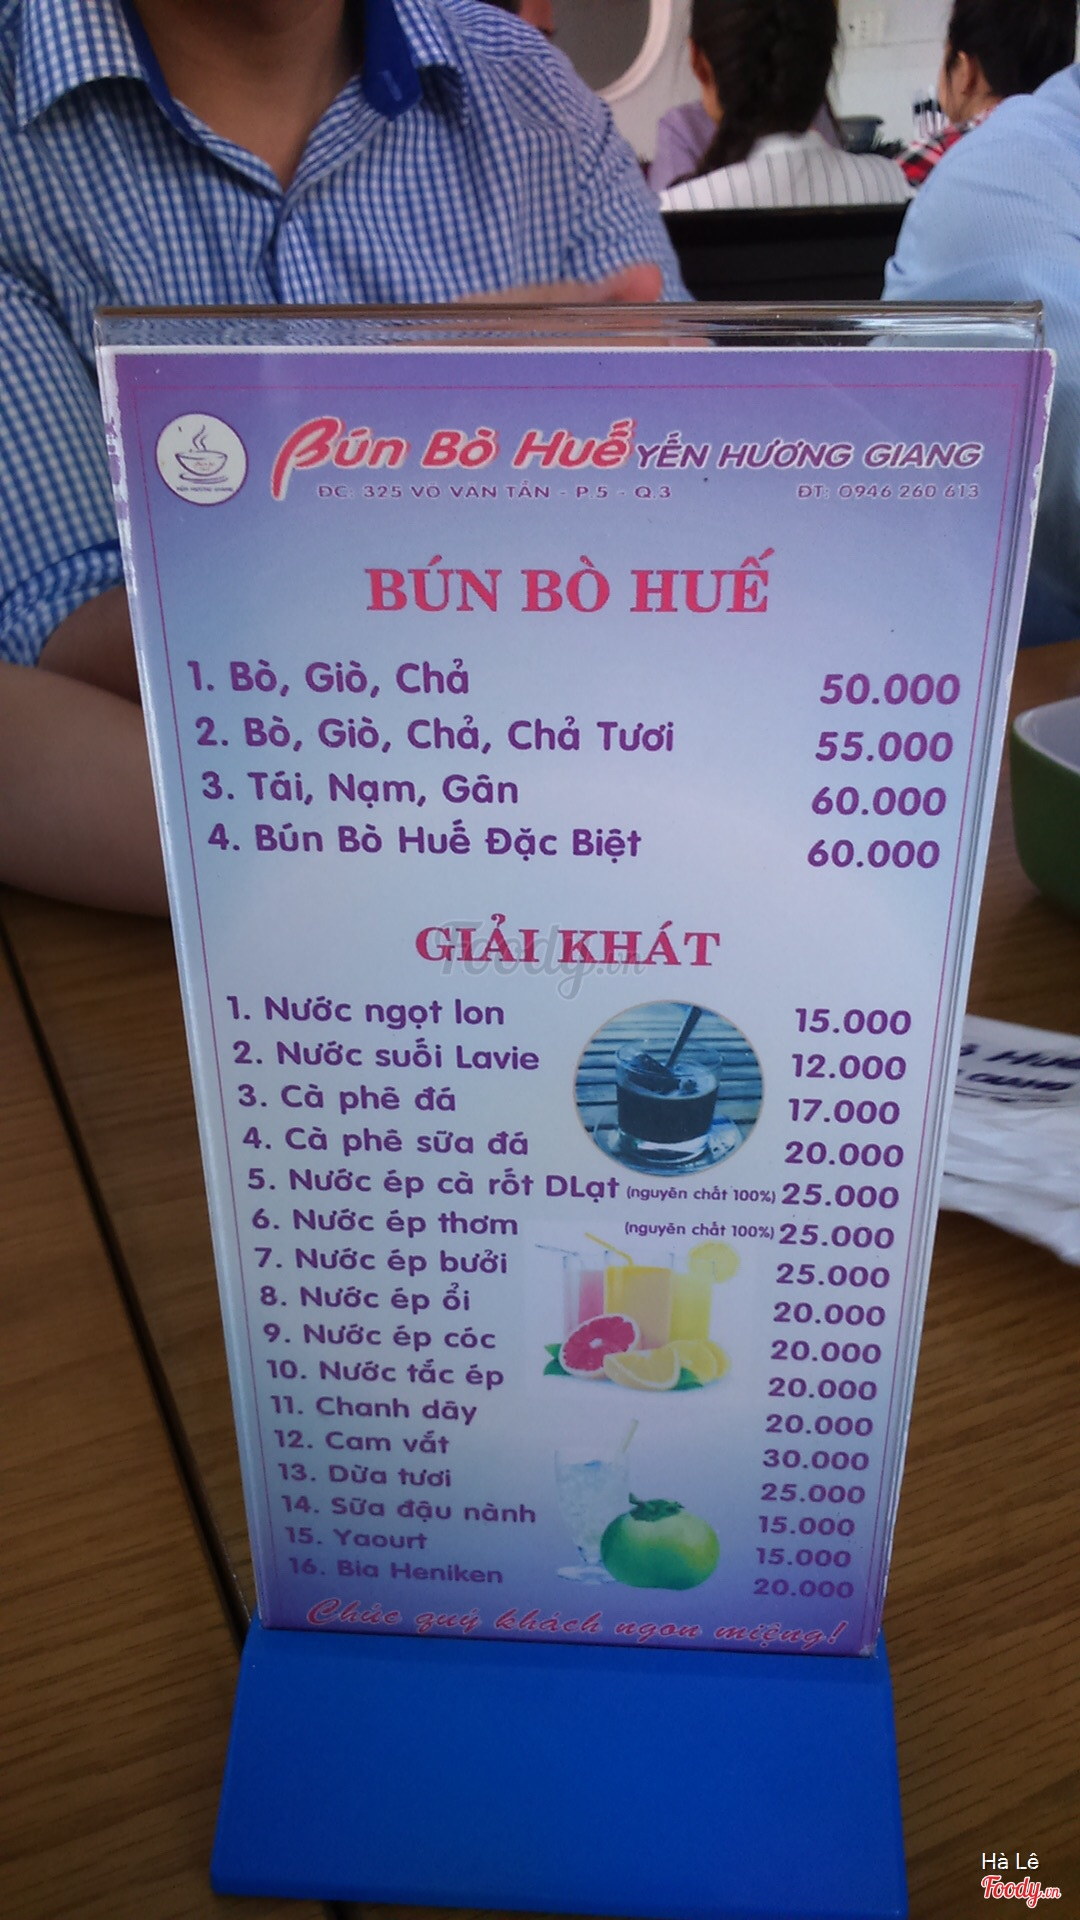 Bún Bò Huế YẾN HƯƠNG GIANG
ĐC: 325 VÕ VĂN TẦN - P.5 - Q.3 ĐT: 0946 260 613
BÚN BÒ HUẾ
1. Bò, Giò, Chả 50.000
2. Bò, Giò, Chả, Chả Tươi 55.000
3. Tái, Nạm, Gân 60.000
4. Bún Bò Huế Đặc Biệt 60.000
GIẢI KHÁT
Foody.vn
1. Nước ngọt lon 15.000
2. Nước suối Lavie 12.000
3. Cà phê đá 17.000
4. Cà phê sữa đá 20.000
5. Nước ép cà rốt DLạt (nguyên chất 100%) 25.000
6. Nước ép thơm (nguyên chất 100%) 25.000
7. Nước ép bưởi 25.000
8. Nước ép ổi 20.000
9. Nước ép cóc 20.000
10. Nước tắc ép 20.000
11. Chanh dây 20.000
12. Cam vắt 30.000
13. Dừa tươi 25.000
14. Sữa đậu nành 15.000
15. Yaourt 15.000
16. Bia Heniken 20.000
Chúc quý khách ngon miệng!
Hà Lê
Foody.vn